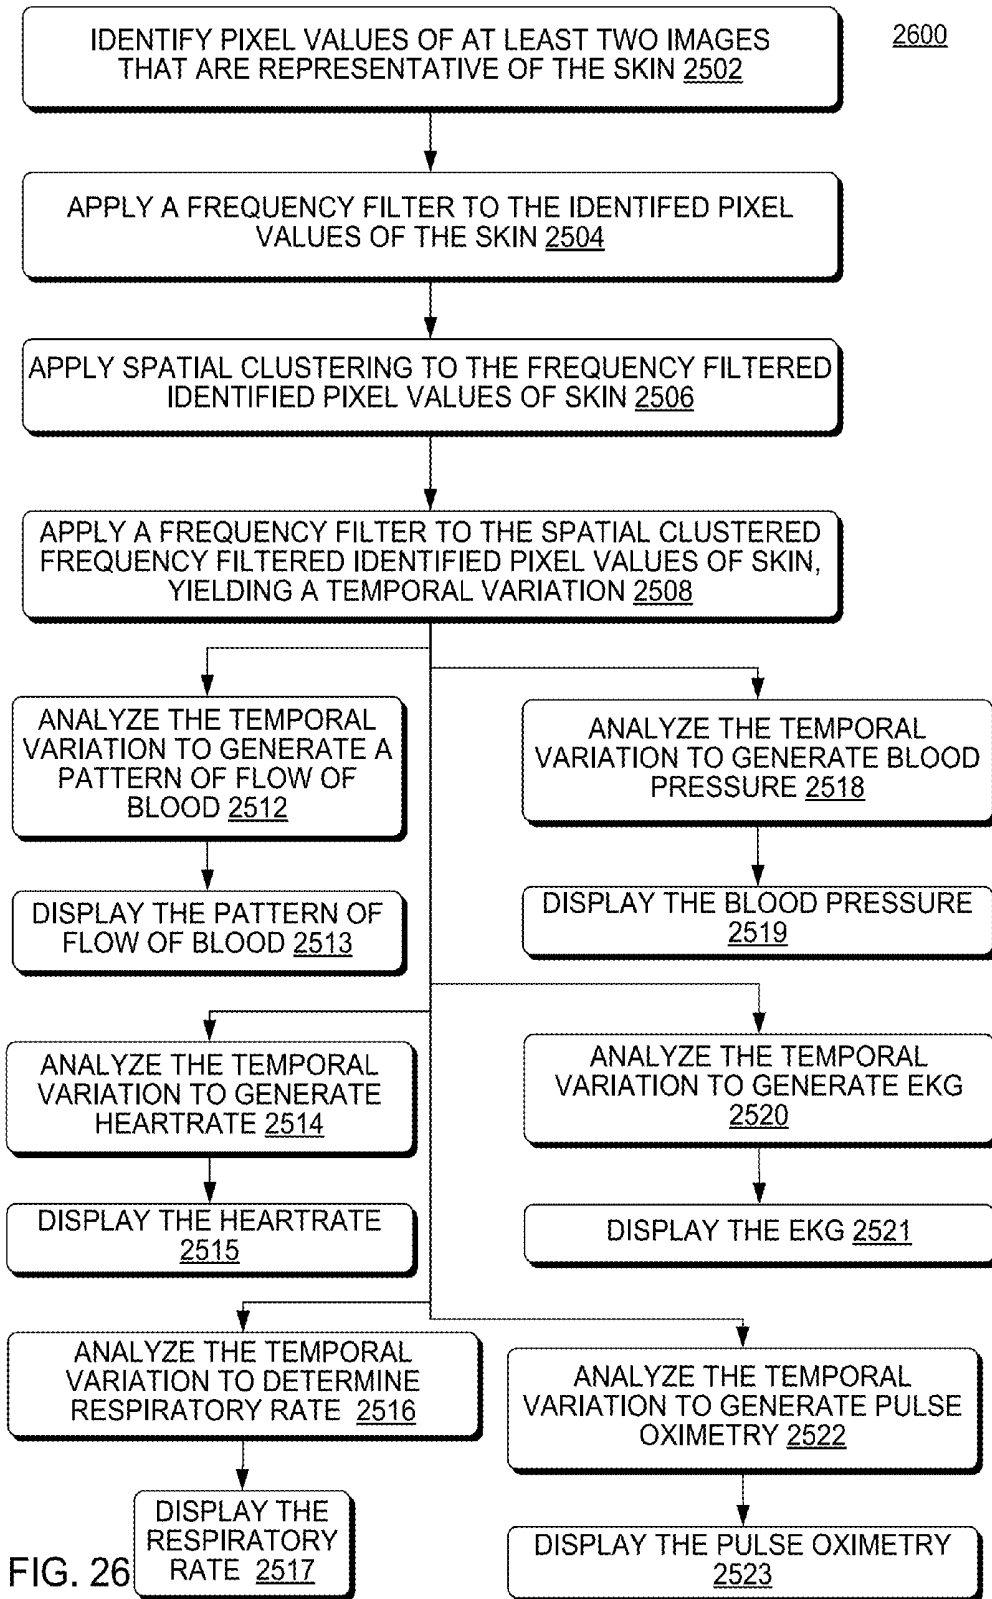 2600
IDENTIFY PIXEL VALUES OF AT LEAST TWO IMAGES
THAT ARE REPRESENTATIVE OF THE SKIN 2502
APPLY A FREQUENCY FILTER TO THE IDENTIFED PIXEL
VALUES OF THE SKIN 2504
APPLY SPATIAL CLUSTERING TO THE FREQUENCY FILTERED
IDENTIFIED PIXEL VALUES OF SKIN 2506
APPLY A FREQUENCY FILTER TO THE SPATIAL CLUSTERED
FREQUENCY FILTERED IDENTIFIED PIXEL VALUES OF SKIN,
YIELDING A TEMPORAL VARIATION 2508
ANALYZE THE TEMPORAL
VARIATION TO GENERATE A
PATTERN OF FLOW OF
BLOOD 2512
DISPLAY THE PATTERN OF
FLOW OF BLOOD 2513
ANALYZE THE TEMPORAL
VARIATION TO GENERATE BLOOD
PRESSURE 2518
DISPLAY THE BLOOD PRESSURE
2519
ANALYZE THE TEMPORAL
VARIATION TO GENERATE
HEARTRATE 2514
DISPLAY THE HEARTRATE
2515
ANALYZE THE TEMPORAL
VARIATION TO GENERATE EKG
2520
DISPLAY THE EKG 2521
ANALYZE THE TEMPORAL
VARIATION TO DETERMINE
RESPIRATORY RATE 2516
DISPLAY THE
RESPIRATORY
RATE 2517
ANALYZE THE TEMPORAL
VARIATION TO GENERATE PULSE
OXIMETRY 2522
DISPLAY THE PULSE OXIMETRY
2523
FIG. 26